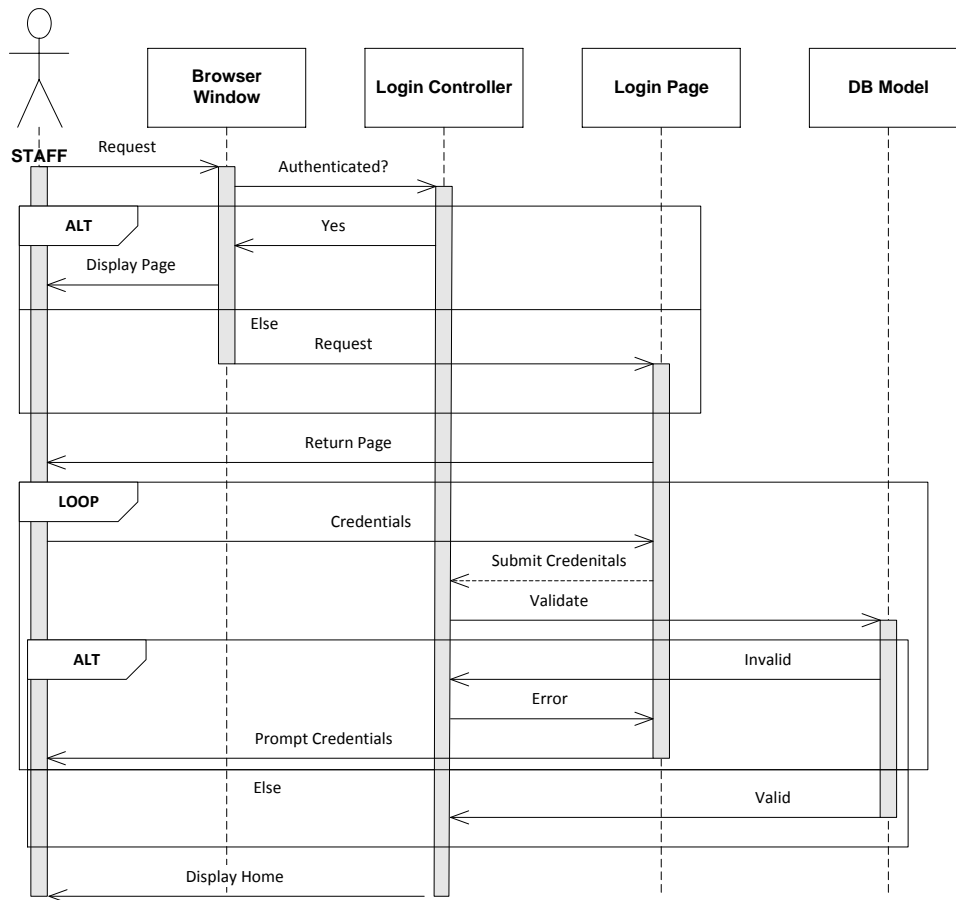 Browser
Window
Login Controller
Login Page
DB Model
STAFF
Request
Authenticated?
ALT
Yes
Display Page
Else
Request
Return Page
LOOP
Credentials
Submit Credenitals
Validate
ALT
Invalid
Error
Prompt Credentials
Else
Valid
Display Home